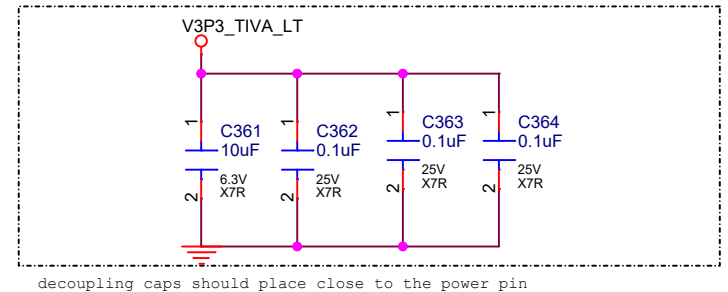 V3P3_TIVA_LT
1
C361
10uF
6.3V
X7R
2
1
C362
0.1uF
25V
X7R
2
1
C363
0.1uF
25V
X7R
2
1
C364
0.1uF
25V
X7R
2
decoupling caps should place close to the power pin